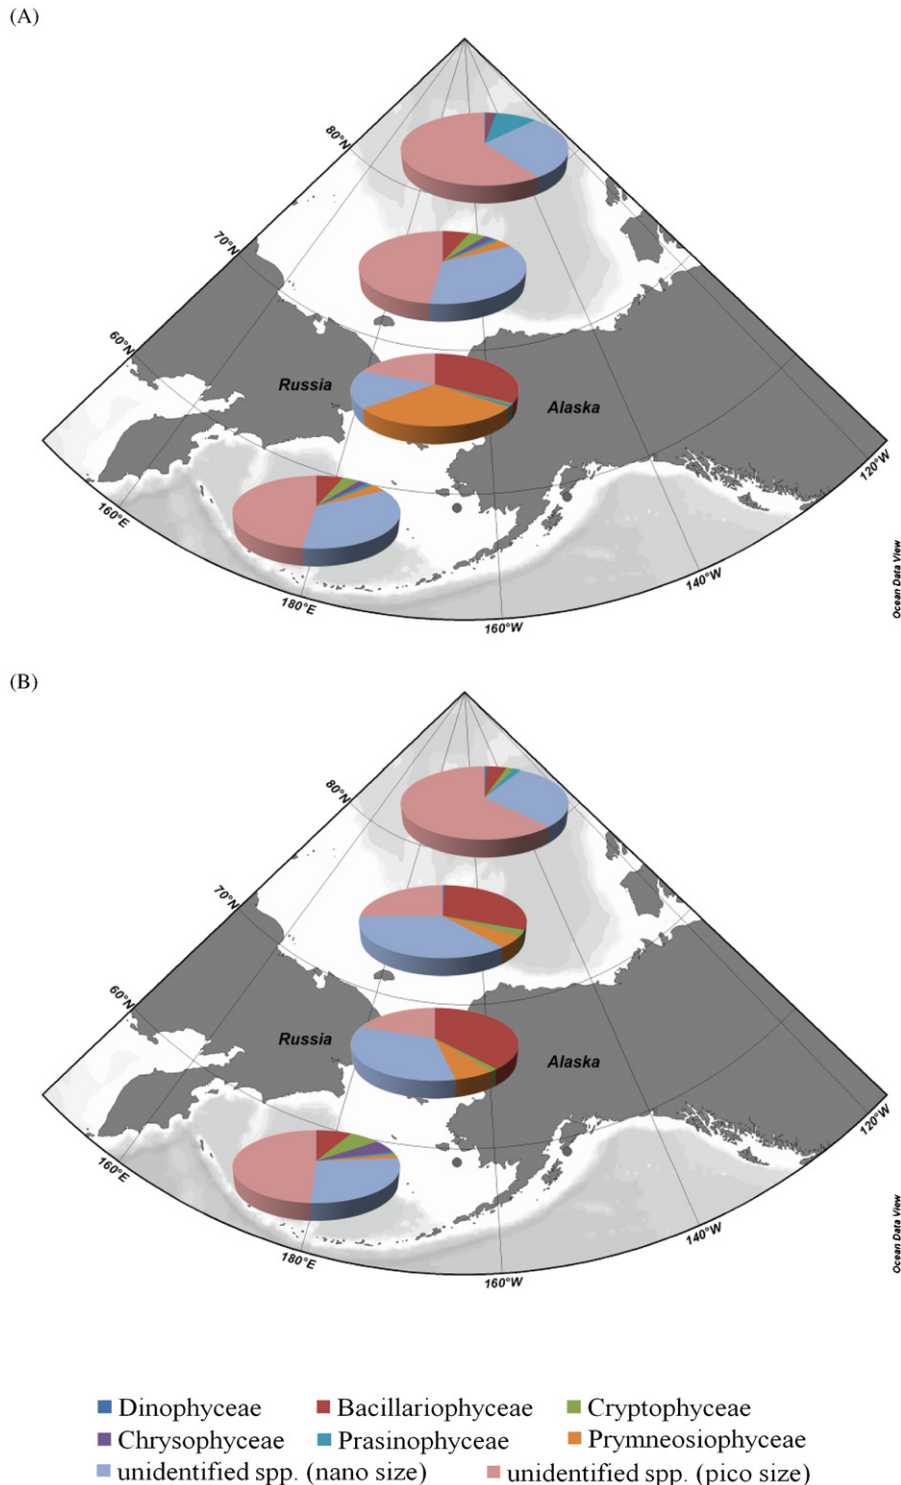 (A)
80°N
70°N
60°N
Russia
Alaska
120°W
160°E
140°W
180°E
160°W
Ocean Data View
(B)
80°N
70°N
60°N
Russia
Alaska
120°W
160°E
140°W
180°E
160°W
Ocean Data View
Dinophyceae Bacillariophyceae Cryptophyceae
Chrysophyceae Prasinophyceae Prymneosiophyceae
unidentified spp. (nano size) unidentified spp. (pico size)